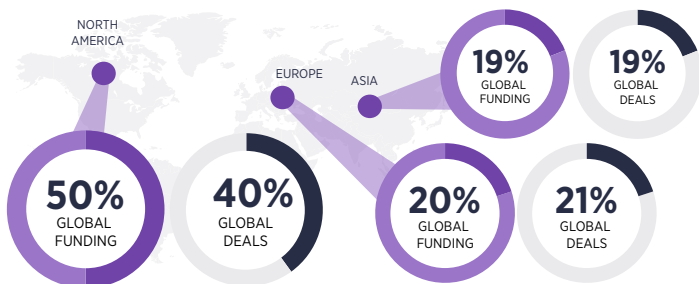 NORTH
AMERICA
EUROPE
ASIA
19%
GLOBAL
FUNDING
19%
GLOBAL
DEALS
50%
GLOBAL
FUNDING
40%
GLOBAL
DEALS
20%
GLOBAL
FUNDING
21%
GLOBAL
DEALS